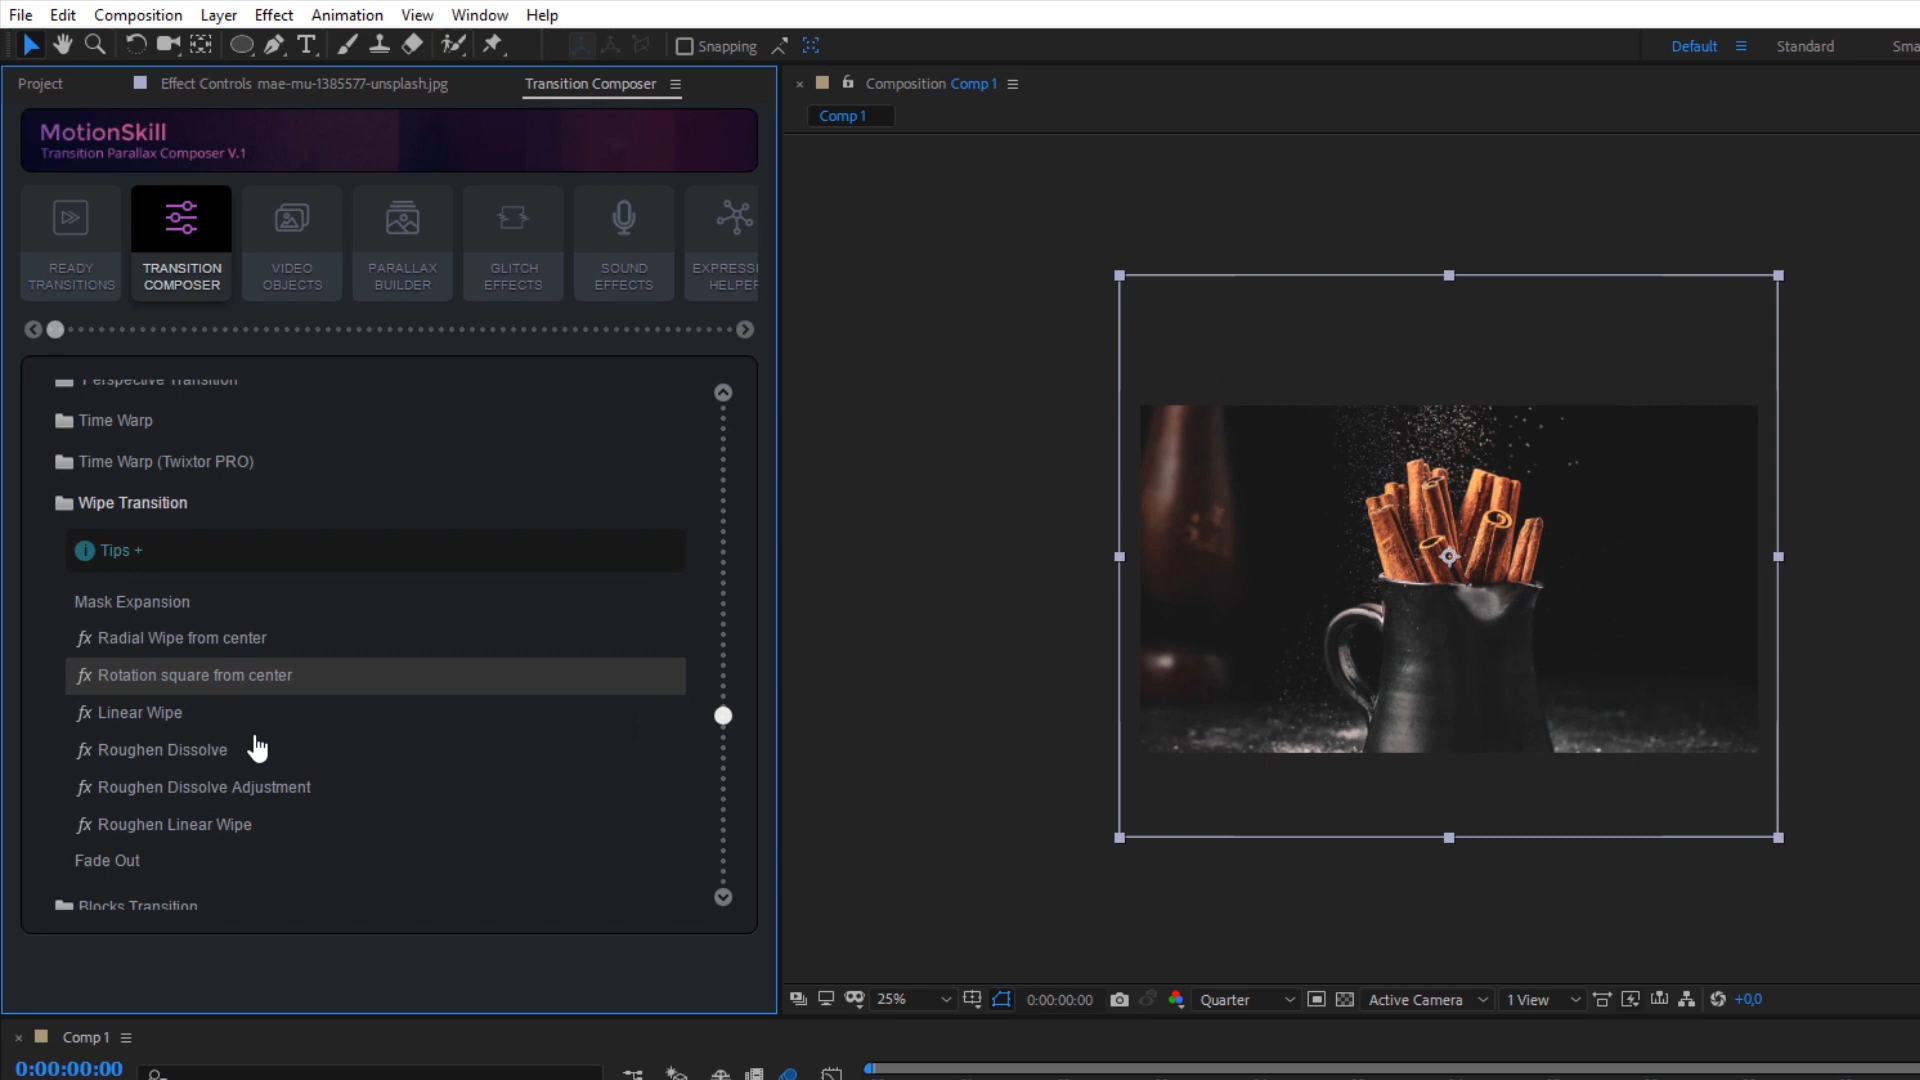 File Edit Composition Layer Effect Animation View Window Help
Snapping
Default Standard Sma
Project Effect Controls mae-mu-1385577-unsplash.jpg Transition Composer
Composition Comp 1
Comp 1
MotionSkill
Transition Parallax Composer V.1
READY TRANSITIONS
TRANSITION COMPOSER
VIDEO OBJECTS
PARALLAX BUILDER
GLITCH EFFECTS
SOUND EFFECTS
EXPRESSI HELPER
Perspective Transition
Time Warp
Time Warp (Twixtor PRO)
Wipe Transition
i Tips +
Mask Expansion
fx Radial Wipe from center
fx Rotation square from center
fx Linear Wipe
fx Roughen Dissolve
fx Roughen Dissolve Adjustment
fx Roughen Linear Wipe
Fade Out
Blocks Transition
25% 0:00:00:00 Quarter Active Camera 1 View +0,0
Comp 1
0:00:00:00